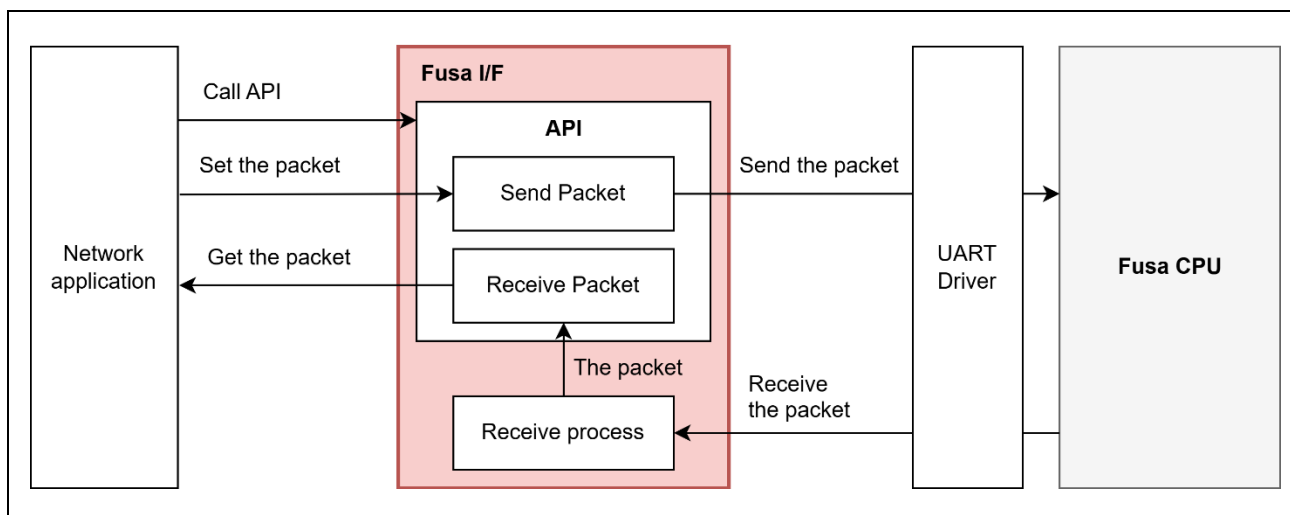 Network
application
Call API
Set the packet
Get the packet
Fusa I/F
API
Send Packet
Receive Packet
The packet
Receive process
Send the packet
Receive
the packet
UART
Driver
Fusa CPU